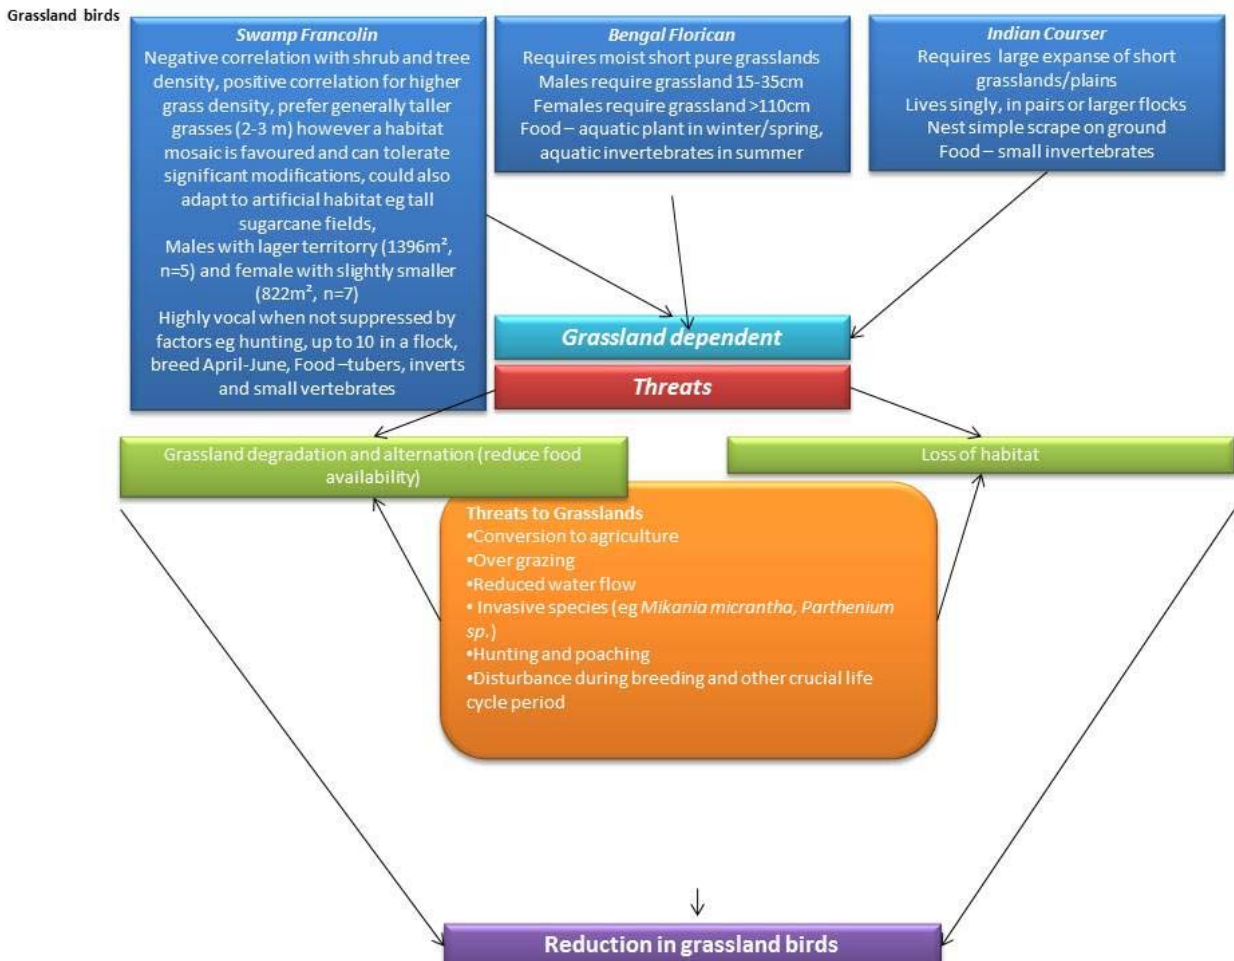 Grassland birds
Swamp Francolin
Negative correlation with shrub and tree
density, positive correlation for higher
grass density, prefer generally taller
grasses (2-3 m) however a habitat
mosaic is favoured and can tolerate
significant modifications, could also
adapt to artificial habitat eg tall
sugarcane fields,
Males with lager territorry (1396m²,
n=5) and female with slightly smaller
(822m², n=7)
Highly vocal when not suppressed by
factors eg hunting, up to 10 in a flock,
breed April-June, Food –tubers, inverts
and small vertebrates
Bengal Florican
Requires moist short pure grasslands
Males require grassland 15-35cm
Females require grassland >110cm
Food – aquatic plant in winter/spring,
aquatic invertebrates in summer
Indian Courser
Requires large expanse of short
grasslands/plains
Lives singly, in pairs or larger flocks
Nest simple scrape on ground
Food – small invertebrates
Grassland dependent
Threats
Grassland degradation and alternation (reduce food
availability)
Loss of habitat
Threats to Grasslands
•Conversion to agriculture
•Over grazing
•Reduced water flow
• Invasive species (eg Mikania micrantha, Parthenium
sp.)
•Hunting and poaching
•Disturbance during breeding and other crucial life
cycle period
Reduction in grassland birds